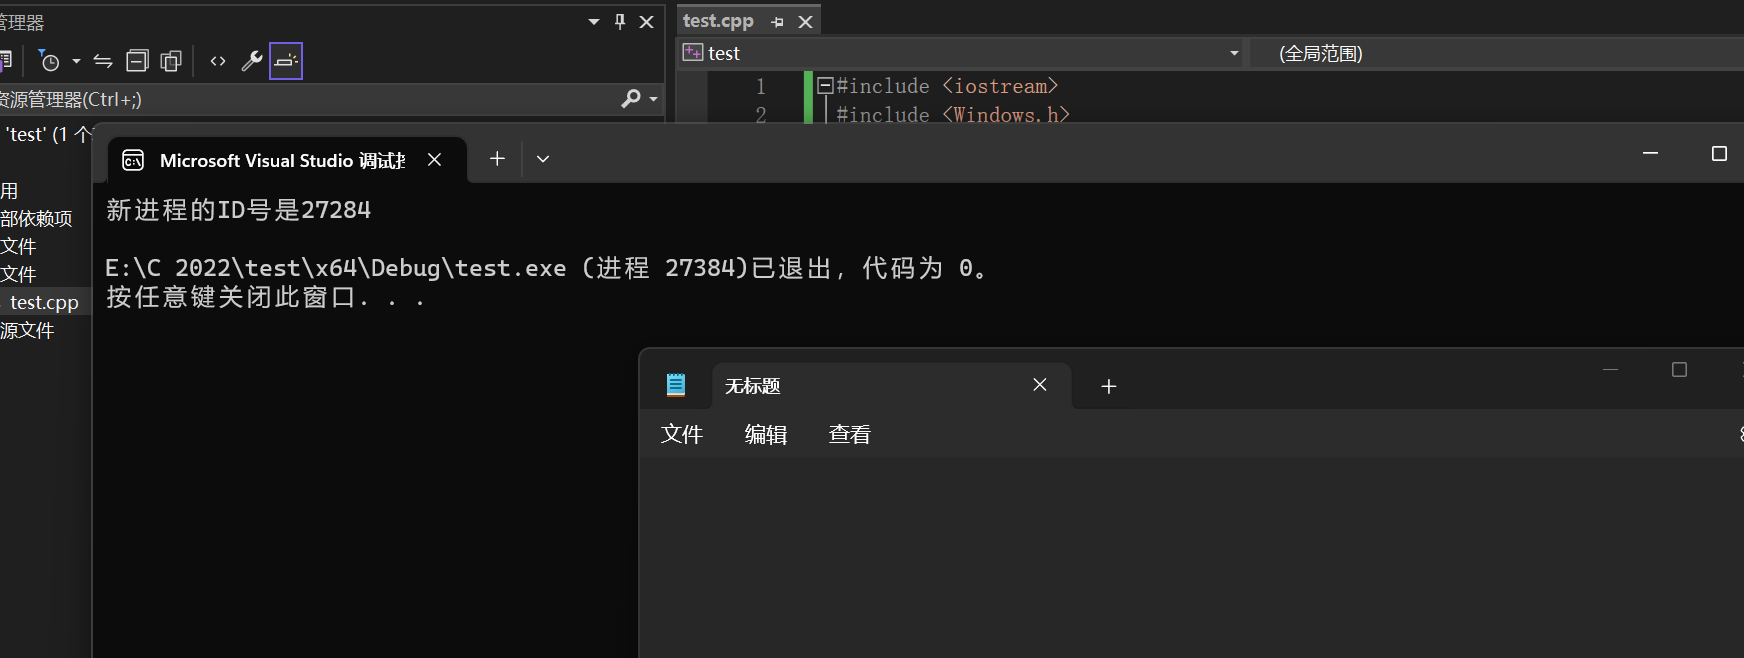 管理器
资源管理器(Ctrl+;)
'test' (1 个
用
部依赖项
文件
文件
test.cpp
源文件
test.cpp
test
(全局范围)
1 #include <iostream>
2 #include <Windows.h>
Microsoft Visual Studio 调试
新进程的ID号是27284
E:\C 2022\test\x64\Debug\test.exe (进程 27384)已退出，代码为 0。
按任意键关闭此窗口. . .
无标题
文件 编辑 查看